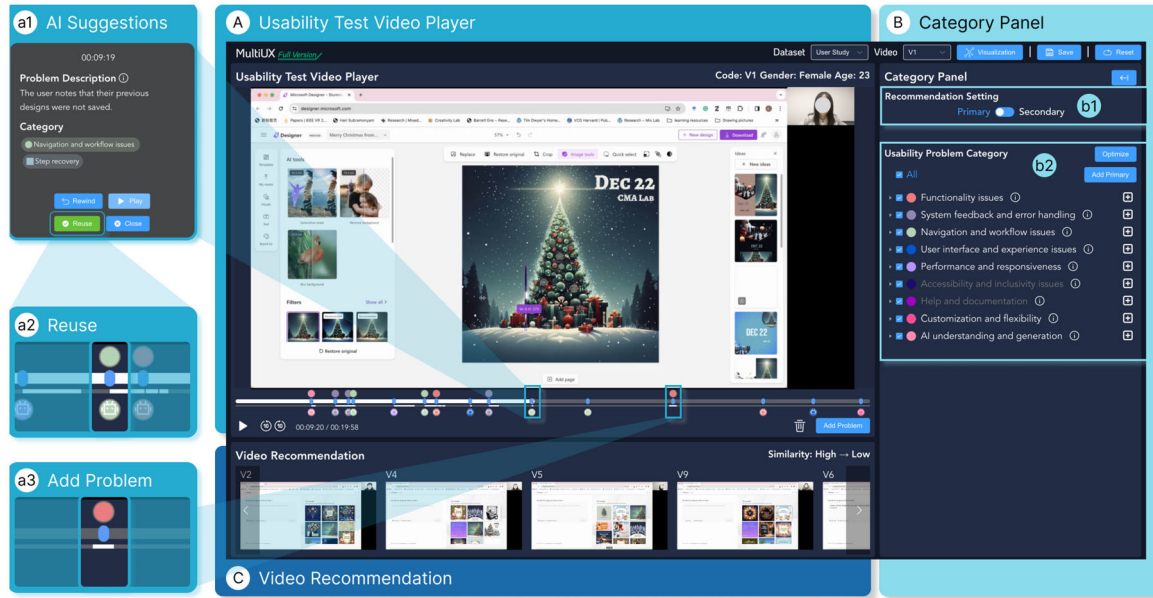 a1 AI Suggestions
00:09:19
Problem Description
The user notes that their previous
designs were not saved.
Category
Navigation and workflow issues
Step recovery
Rewind Play
Reuse Close
a2 Reuse
a3 Add Problem
A Usability Test Video Player
MultiUX Full Version
Dataset User Study Video V1 Visualization | Save | Reset
Usability Test Video Player Code: V1 Gender: Female Age: 23
Microsoft Designer
designer.microsoft.com
Designer Merry Christmas from... 57% + New design Download
AI tools
Replace Restore original Crop Image tools Quick select
Ideas
+ New ideas
DEC 22
CMA LAB
Filters Show all
Restore original
DEC 22
Add page
00:09:20 / 00:19:58 Add Problem
Video Recommendation Similarity: High → Low
V2 V4 V5 V9 V6
C Video Recommendation
B Category Panel
Category Panel
Recommendation Setting
Primary Secondary b1
Usability Problem Category b2 Optimize
All Add Primary
Functionality issues
System feedback and error handling
Navigation and workflow issues
User interface and experience issues
Performance and responsiveness
Accessibility and inclusivity issues
Help and documentation
Customization and flexibility
AI understanding and generation